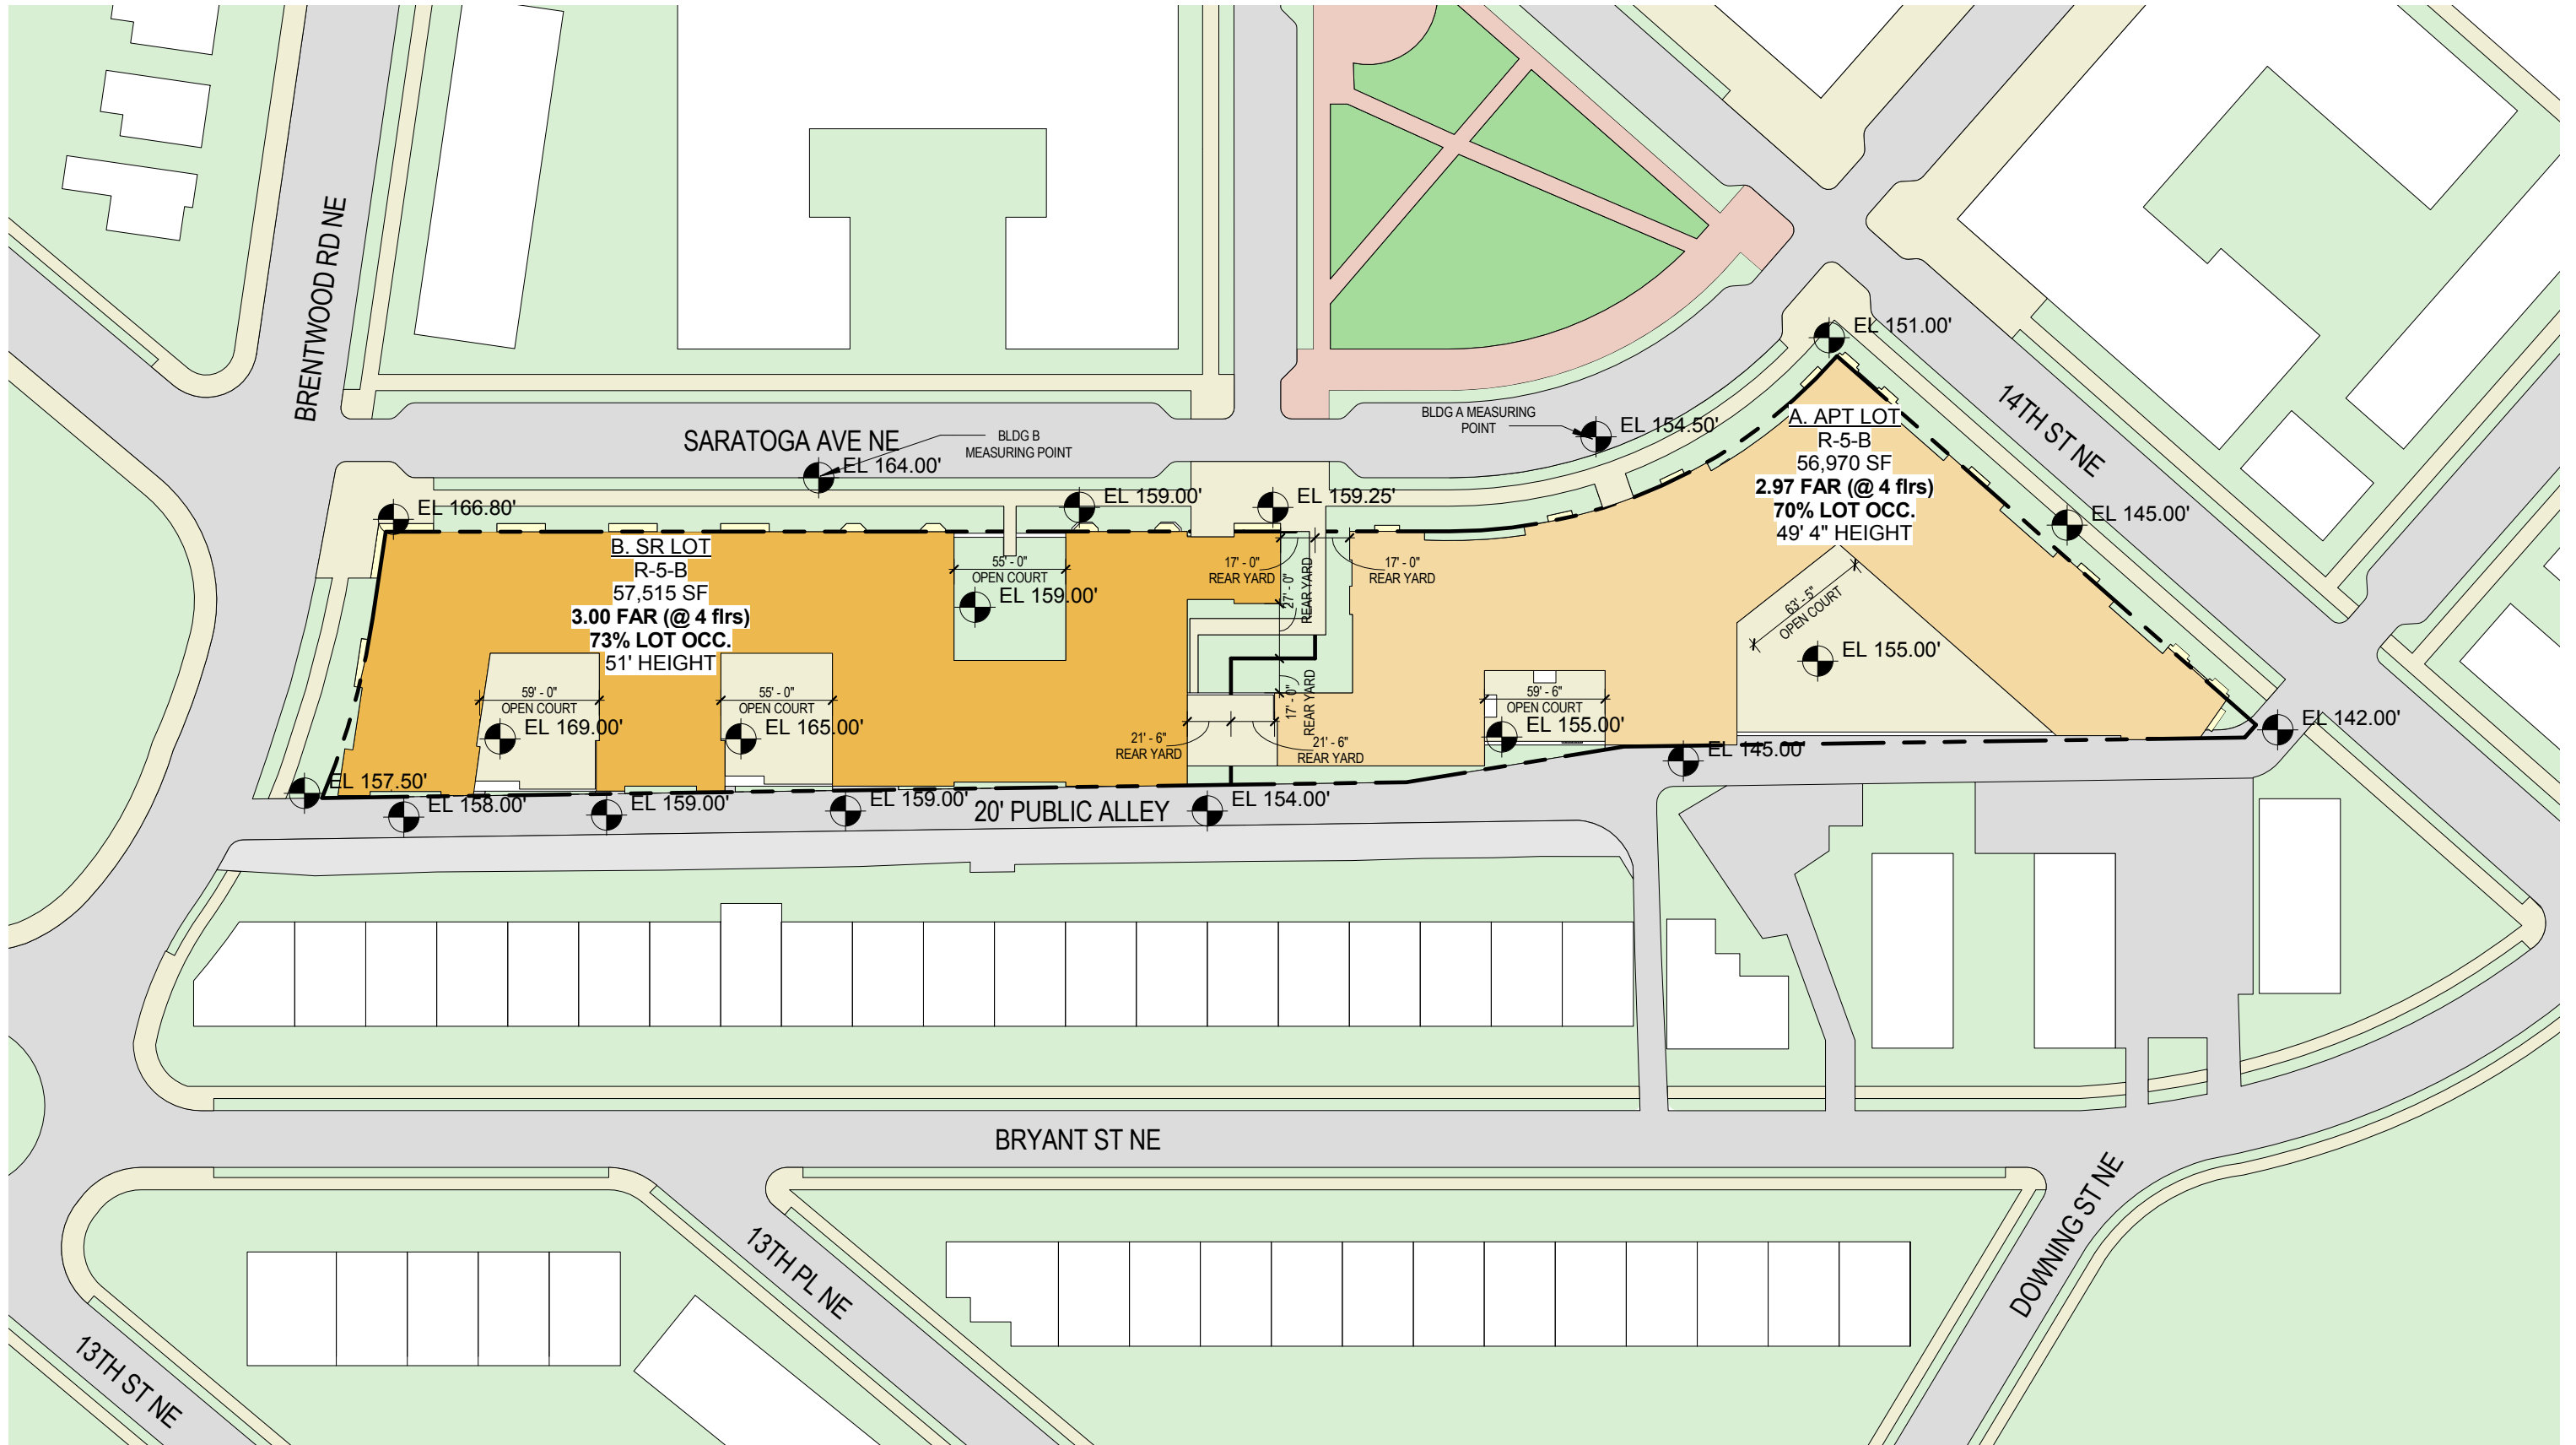 BRENTWOOD RD NE
SARATOGA AVE NE
BLDG B
MEASURING POINT
EL 164.00'
EL 166.80'
EL 159.00'
EL 159.25'
BLDG A MEASURING
POINT
EL 154.50'
EL 151.00'
14TH ST NE
A. APT LOT
R-5-B
56,970 SF
2.97 FAR (@ 4 flrs)
70% LOT OCC.
49' 4" HEIGHT
EL 145.00'
B. SR LOT
R-5-B
57,515 SF
3.00 FAR (@ 4 flrs)
73% LOT OCC.
51' HEIGHT
55' - 0"
OPEN COURT
EL 159.00'
17' - 0"
REAR YARD
27' - 0"
REAR YARD
17' - 0"
REAR YARD
63' - 5"
OPEN COURT
EL 155.00'
59' - 0"
OPEN COURT
EL 169.00'
55' - 0"
OPEN COURT
EL 165.00'
17' - 0"
REAR YARD
21' - 6"
REAR YARD
21' - 6"
REAR YARD
59' - 6"
OPEN COURT
EL 155.00'
EL 145.00'
EL 142.00'
EL 157.50'
EL 158.00'
EL 159.00'
EL 159.00'
20' PUBLIC ALLEY
EL 154.00'
BRYANT ST NE
DOWNING ST NE
13TH PL NE
13TH ST NE